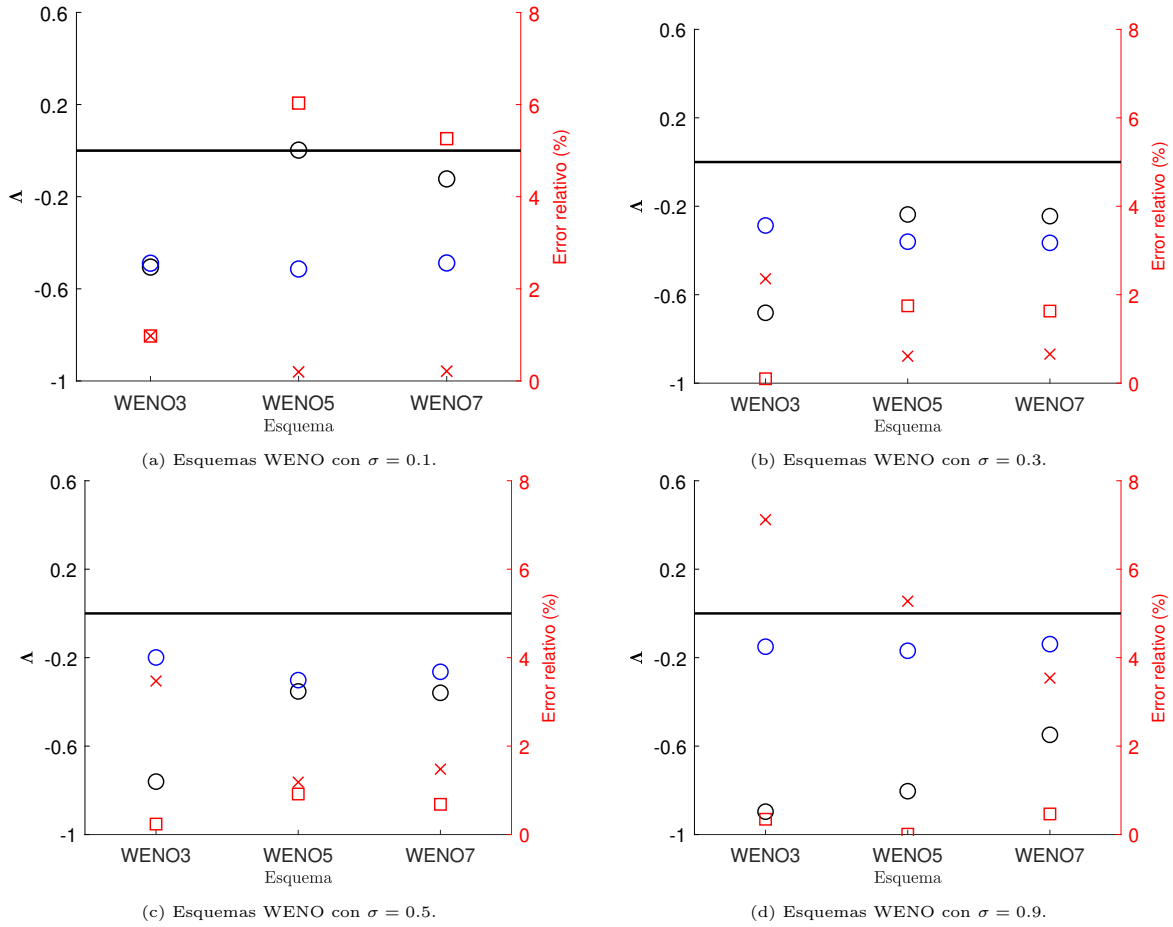 0.6
0.2
-0.2
-0.6
-1
Λ
8
6
4
2
0
Error relativo (%)
WENO3 WENO5 WENO7
Esquema
(a) Esquemas WENO con σ = 0.1.
0.6
0.2
-0.2
-0.6
-1
Λ
8
6
4
2
0
Error relativo (%)
WENO3 WENO5 WENO7
Esquema
(b) Esquemas WENO con σ = 0.3.
0.6
0.2
-0.2
-0.6
-1
Λ
8
6
4
2
0
Error relativo (%)
WENO3 WENO5 WENO7
Esquema
(c) Esquemas WENO con σ = 0.5.
0.6
0.2
-0.2
-0.6
-1
Λ
8
6
4
2
0
Error relativo (%)
WENO3 WENO5 WENO7
Esquema
(d) Esquemas WENO con σ = 0.9.